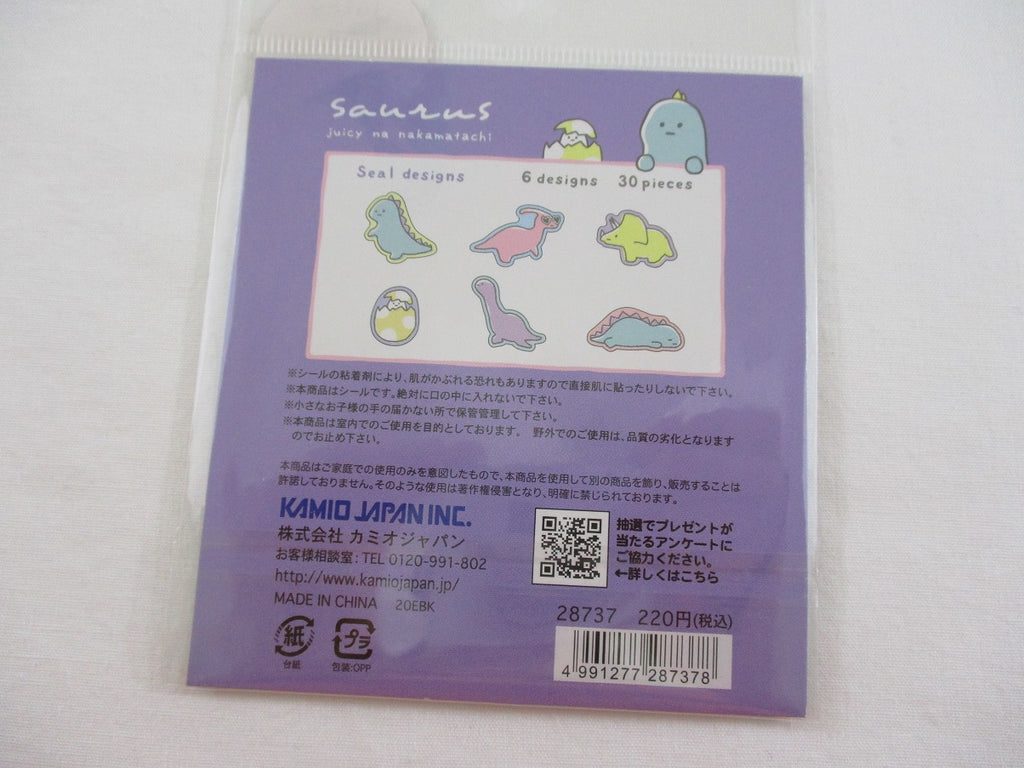 saurus
juicy na nakamatachi
Seal designs 6 designs 30 pieces
※シールの粘着剤により、肌がかぶれる恐れもありますので直接肌に貼ったりしないで下さい。
※本商品はシールです。絶対に口の中に入れないで下さい。
※小さなお子様の手の届かない所で保管管理して下さい。
※本商品は室内でのご使用を目的としております。 野外でのご使用は、品質の劣化となります
のでお止め下さい。
本商品はご家庭での使用のみを意図したもので、本商品を使用して別の商品を飾り、販売することは
許諾しておりません。そのような使用は著作権侵害となり、明確に禁じられております。
KAMIO JAPAN INC.
株式会社 カミオジャパン
お客様相談室:TEL 0120-991-802
http://www.kamiojapan.jp/
MADE IN CHINA 20EBK
紙
台紙
プラ
包装:OPP
抽選でプレゼントが
当たるアンケートに
ご協力ください。
←詳しくはこちら
28737 220円(税込)
4 991277 287378